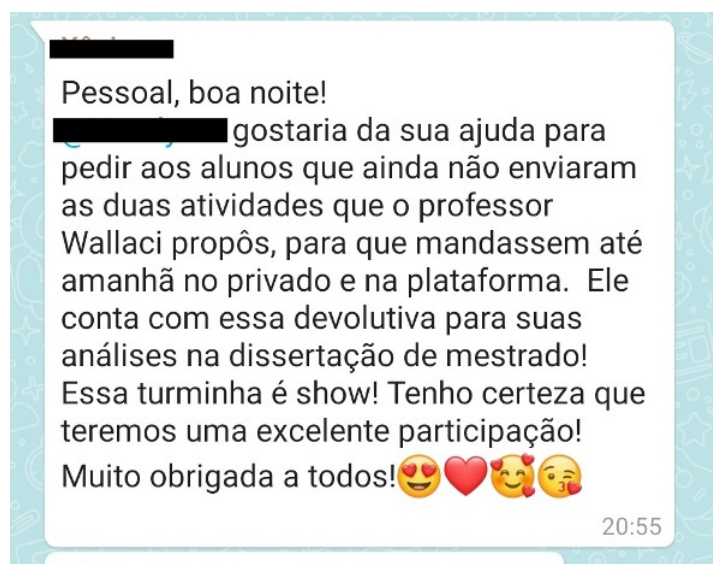 Pessoal, boa noite!
gostaria da sua ajuda para
pedir aos alunos que ainda não enviaram
as duas atividades que o professor
Wallaci propôs, para que mandassem até
amanhã no privado e na plataforma.  Ele
conta com essa devolutiva para suas
análises na dissertação de mestrado!
Essa turminha é show! Tenho certeza que
teremos uma excelente participação!
Muito obrigada a todos!😍❤️🥰😘
20:55